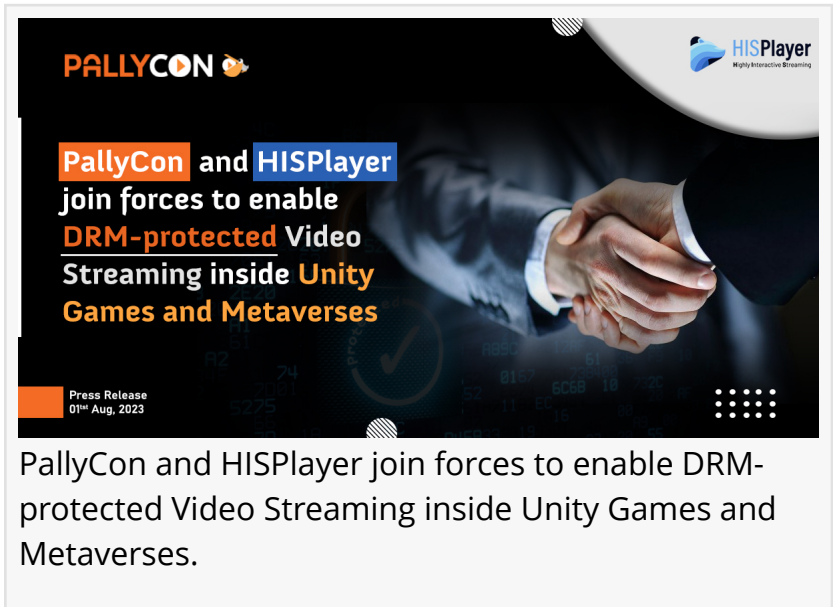 PALLYCON
HISPlayer
Highly Interactive Streaming
PallyCon and HISPlayer
join forces to enable
DRM-protected Video
Streaming inside Unity
Games and Metaverses
Press Release
01tst Aug, 2023
PallyCon and HISPlayer join forces to enable DRM-
protected Video Streaming inside Unity Games and
Metaverses.